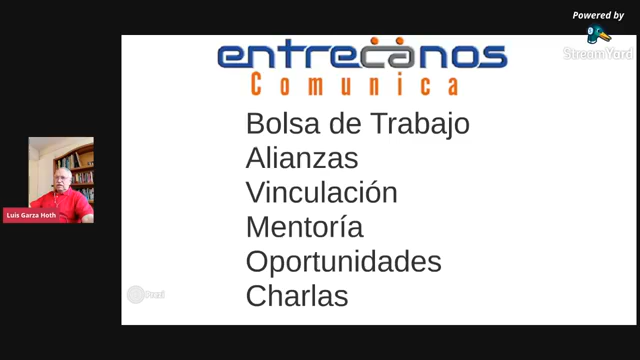 Powered by
StreamYard
entrecanos
Comunica
Bolsa de Trabajo
Alianzas
Vinculación
Mentoría
Oportunidades
Charlas
Luis Garza Hoth
Prezi